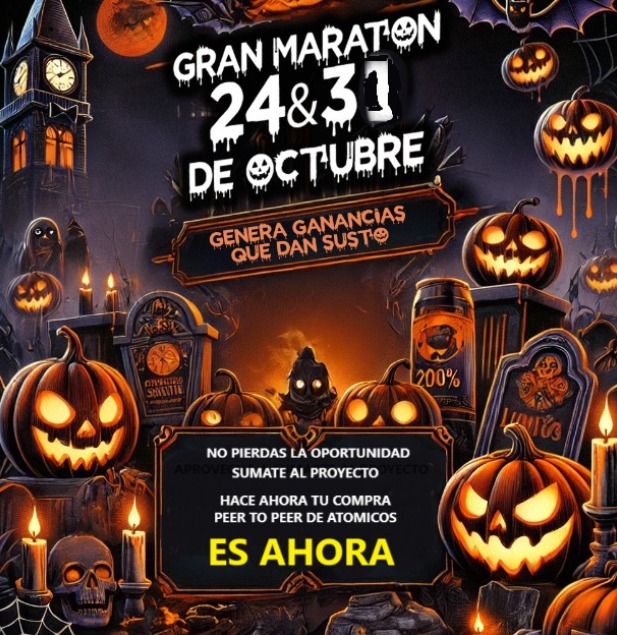 GRAN MARATON
24&31
DE OCTUBRE
GENERA GANANCIAS
QUE DAN SUSTO
200%
NO PIERDAS LA OPORTUNIDAD
SUMATE AL PROYECTO
HACE AHORA TU COMPRA
PEER TO PEER DE ATOMICOS
ES AHORA